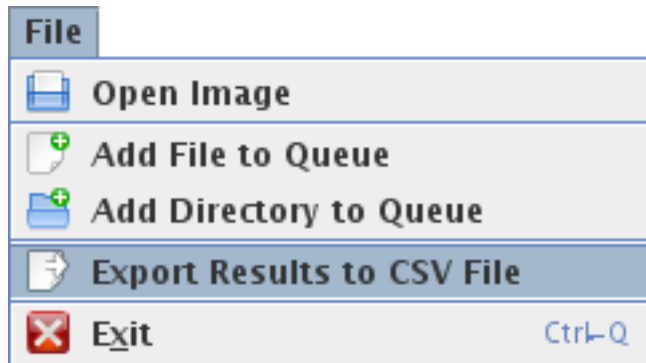 File
Open Image
Add File to Queue
Add Directory to Queue
Export Results to CSV File
Exit Ctrl-Q